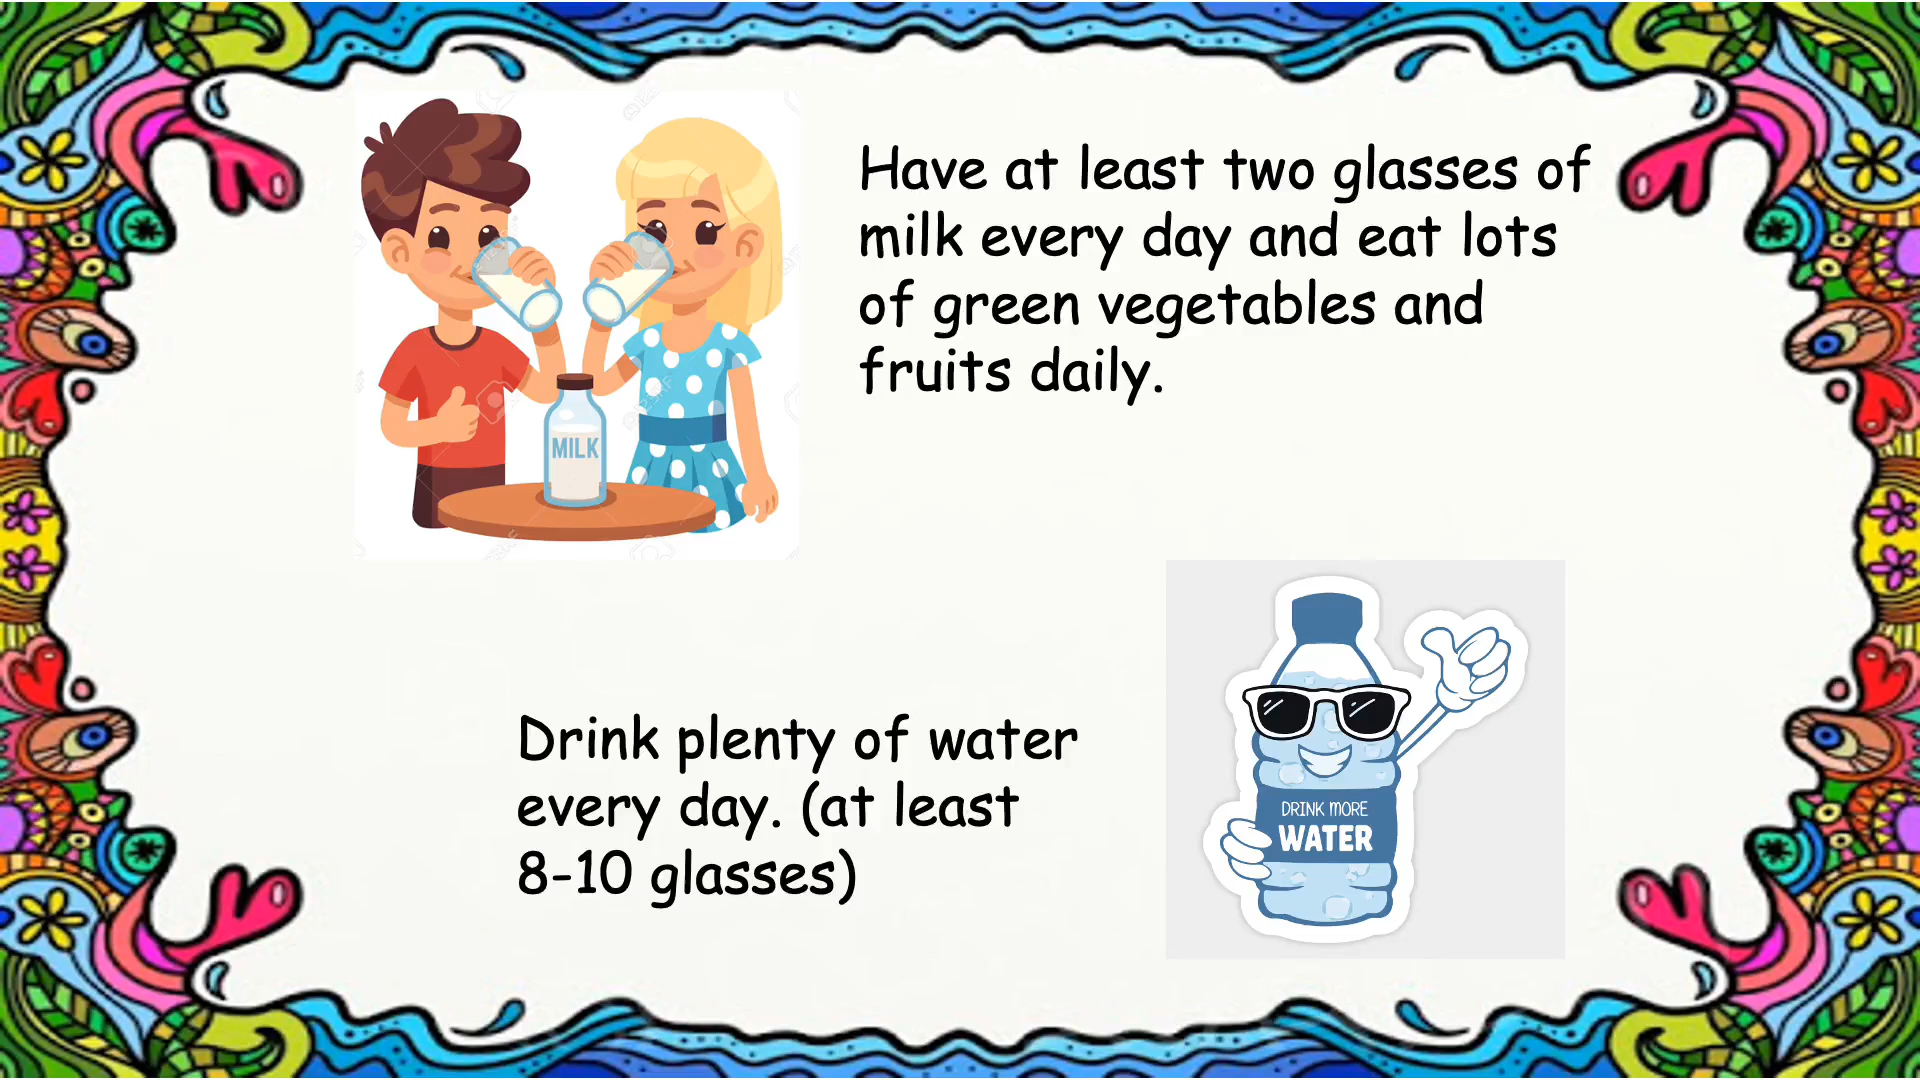 Have at least two glasses of
milk every day and eat lots
of green vegetables and
fruits daily.
MILK
Drink plenty of water
every day. (at least
8-10 glasses)
DRINK MORE
WATER